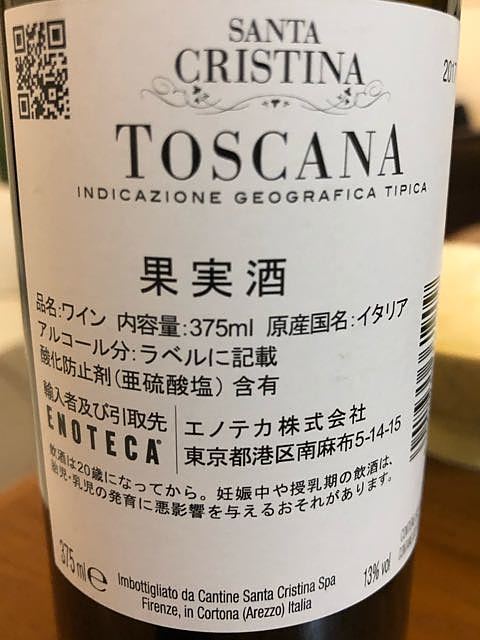 SANTA
CRISTINA
2017
TOSCANA
INDICAZIONE GEOGRAFICA TIPICA
果実酒
品名:ワイン 内容量:375ml 原産国名:イタリア
アルコール分:ラベルに記載
酸化防止剤(亜硫酸塩) 含有
輸入者及び引取先
ENOTECA
エノテカ株式会社
東京都港区南麻布5-14-15
飲酒は20歳になってから。妊娠中や授乳期の飲酒は、
胎児・乳児の発育に悪影響を与えるおそれがあります。
375 ml e
Imbottigliato da Cantine Santa Cristina Spa
Firenze, in Cortona (Arezzo) Italia
13% vol